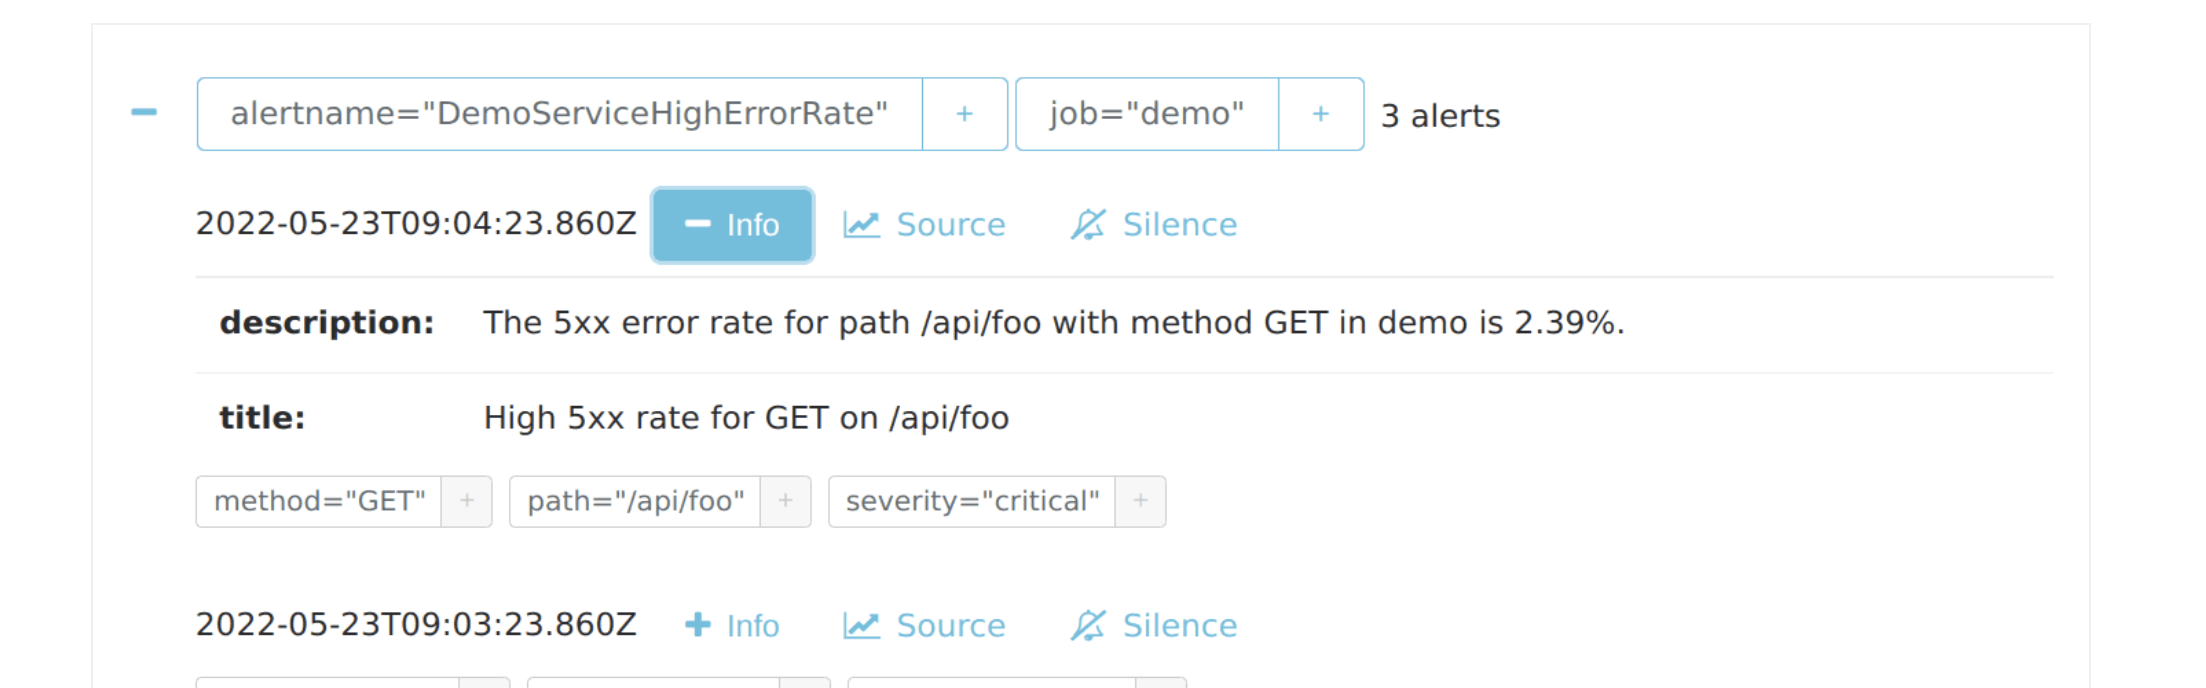 alertname="DemoServiceHighErrorRate" + job="demo" + 3 alerts
2022-05-23T09:04:23.860Z Info Source Silence
description: The 5xx error rate for path /api/foo with method GET in demo is 2.39%.
title: High 5xx rate for GET on /api/foo
method="GET" + path="/api/foo" + severity="critical" +
2022-05-23T09:03:23.860Z Info Source Silence